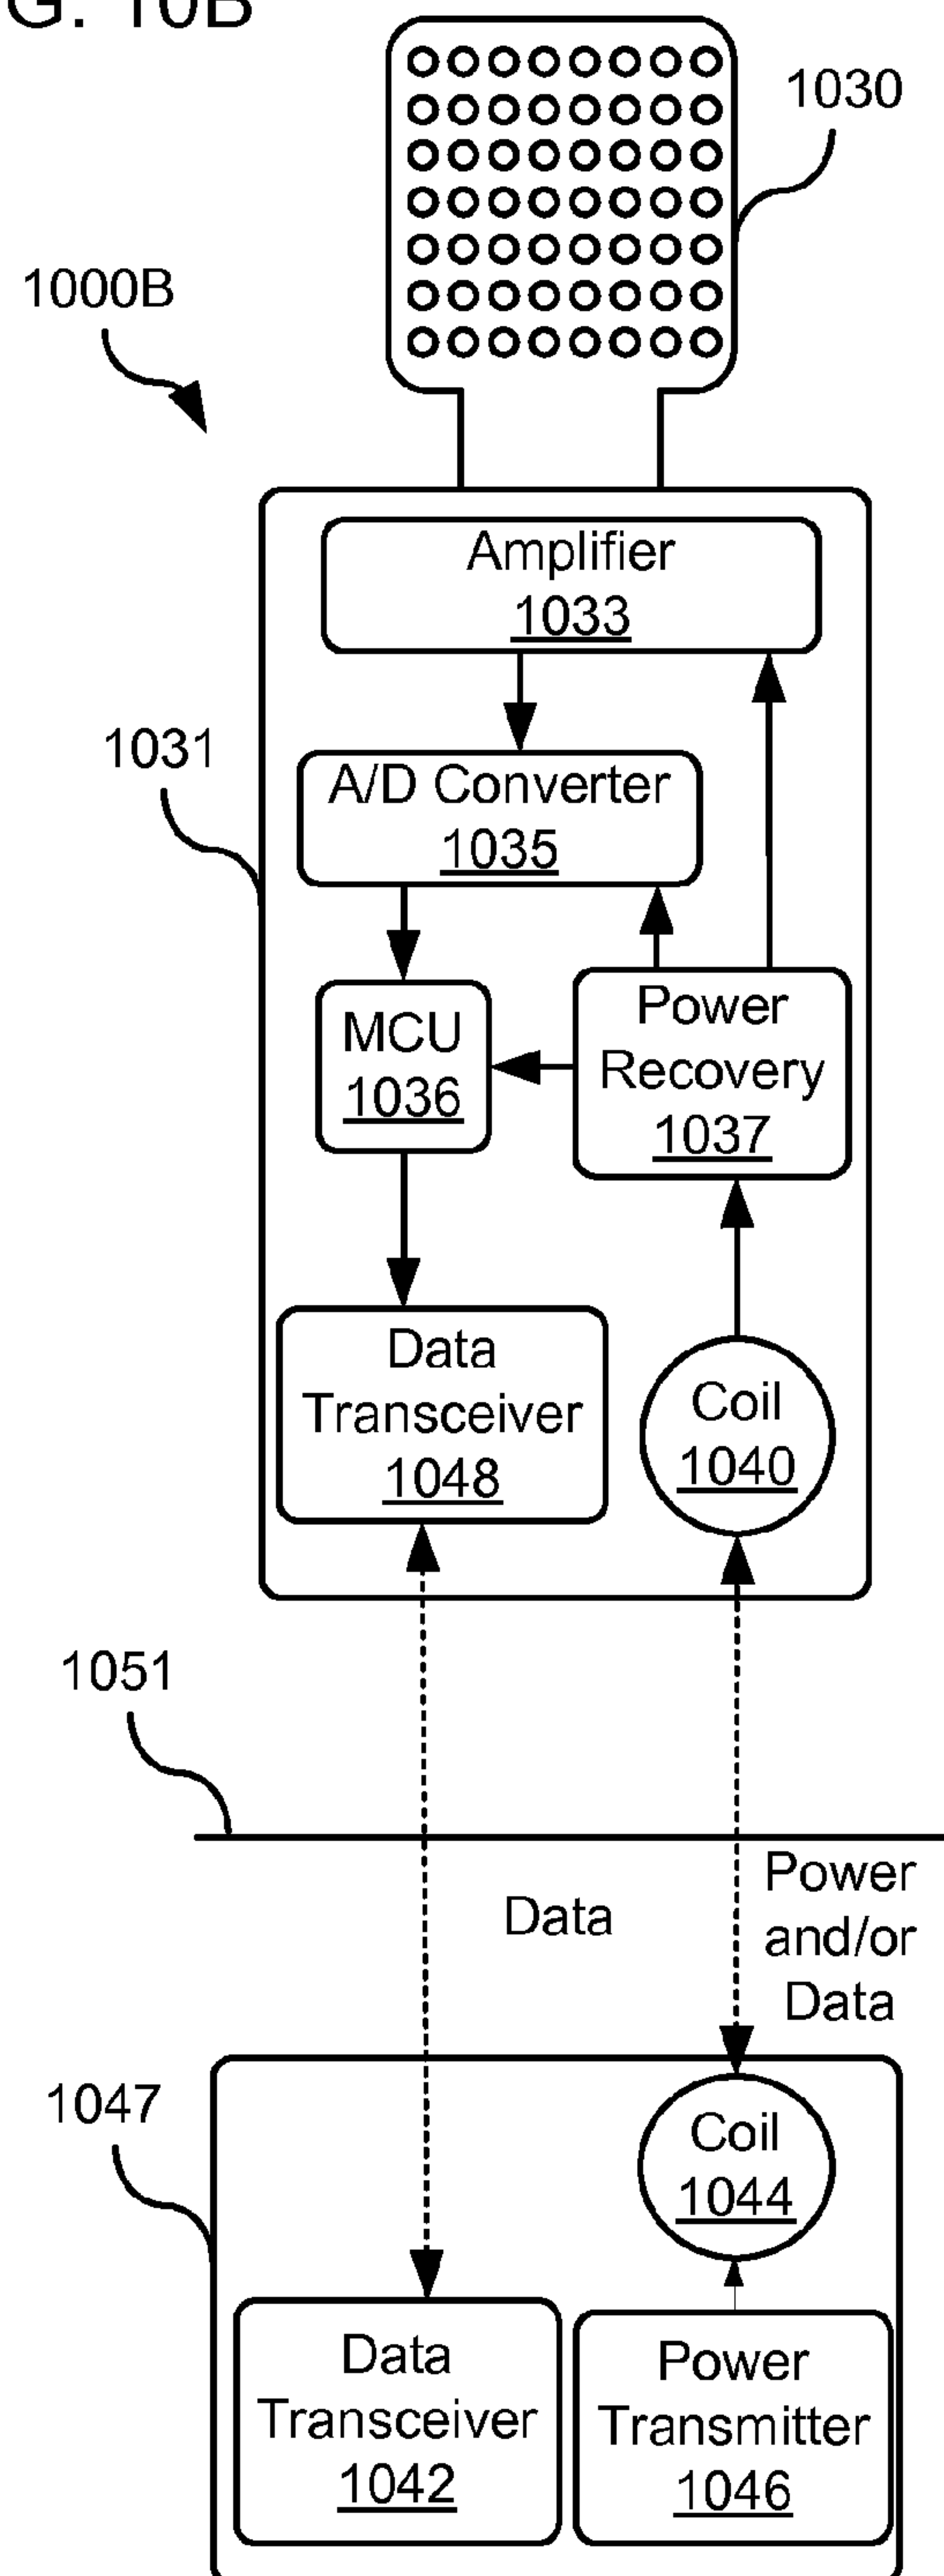 G. 10B
1030
1000B
Amplifier
1033
1031
A/D Converter
1035
MCU
1036
Power
Recovery
1037
Data
Transceiver
1048
Coil
1040
1051
Data
Power
and/or
Data
1047
Coil
1044
Data
Transceiver
1042
Power
Transmitter
1046